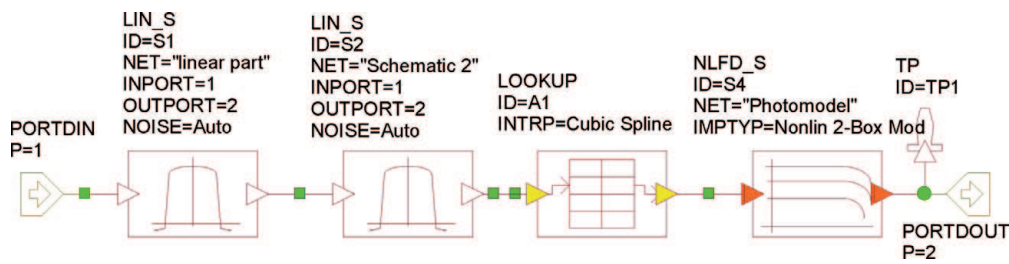 PORTDIN
P=1
LIN_S
ID=S1
NET="linear part"
INPORT=1
OUTPORT=2
NOISE=Auto
LIN_S
ID=S2
NET="Schematic 2"
INPORT=1
OUTPORT=2
NOISE=Auto
LOOKUP
ID=A1
INTRP=Cubic Spline
NLFD_S
ID=S4
NET="Photomodel"
IMPTYP=Nonlin 2-Box Mod
TP
ID=TP1
PORTDOUT
P=2